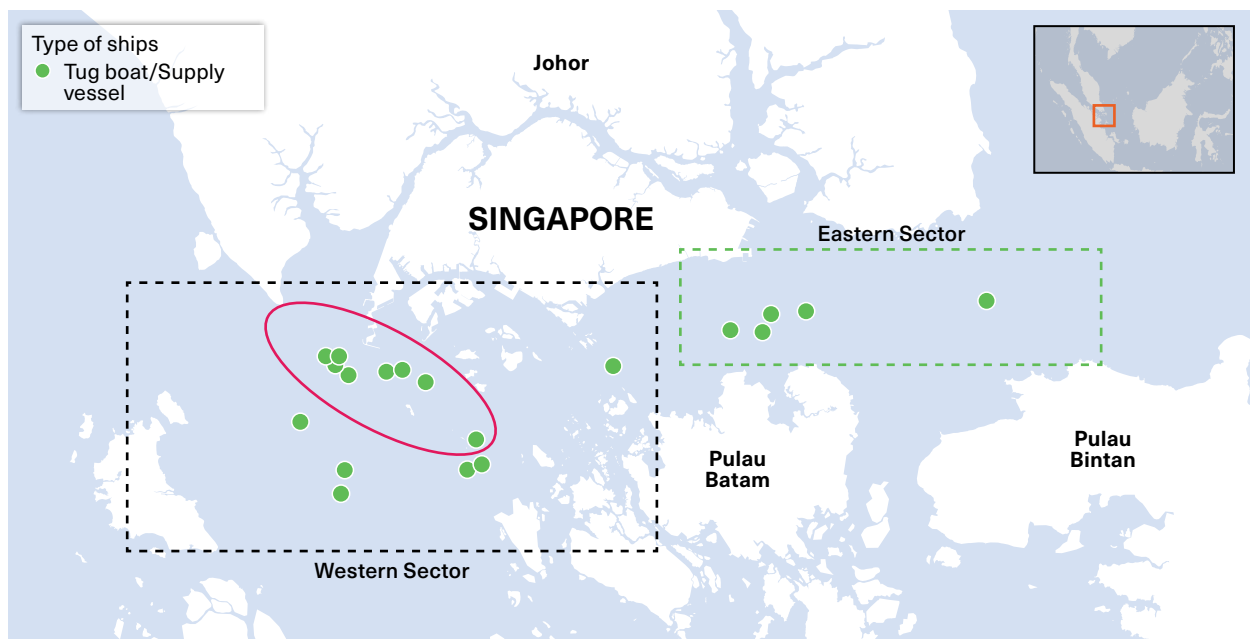 Type of ships
Tug boat/Supply
vessel
Johor
SINGAPORE
Eastern Sector
Pulau
Batam
Pulau
Bintan
Western Sector